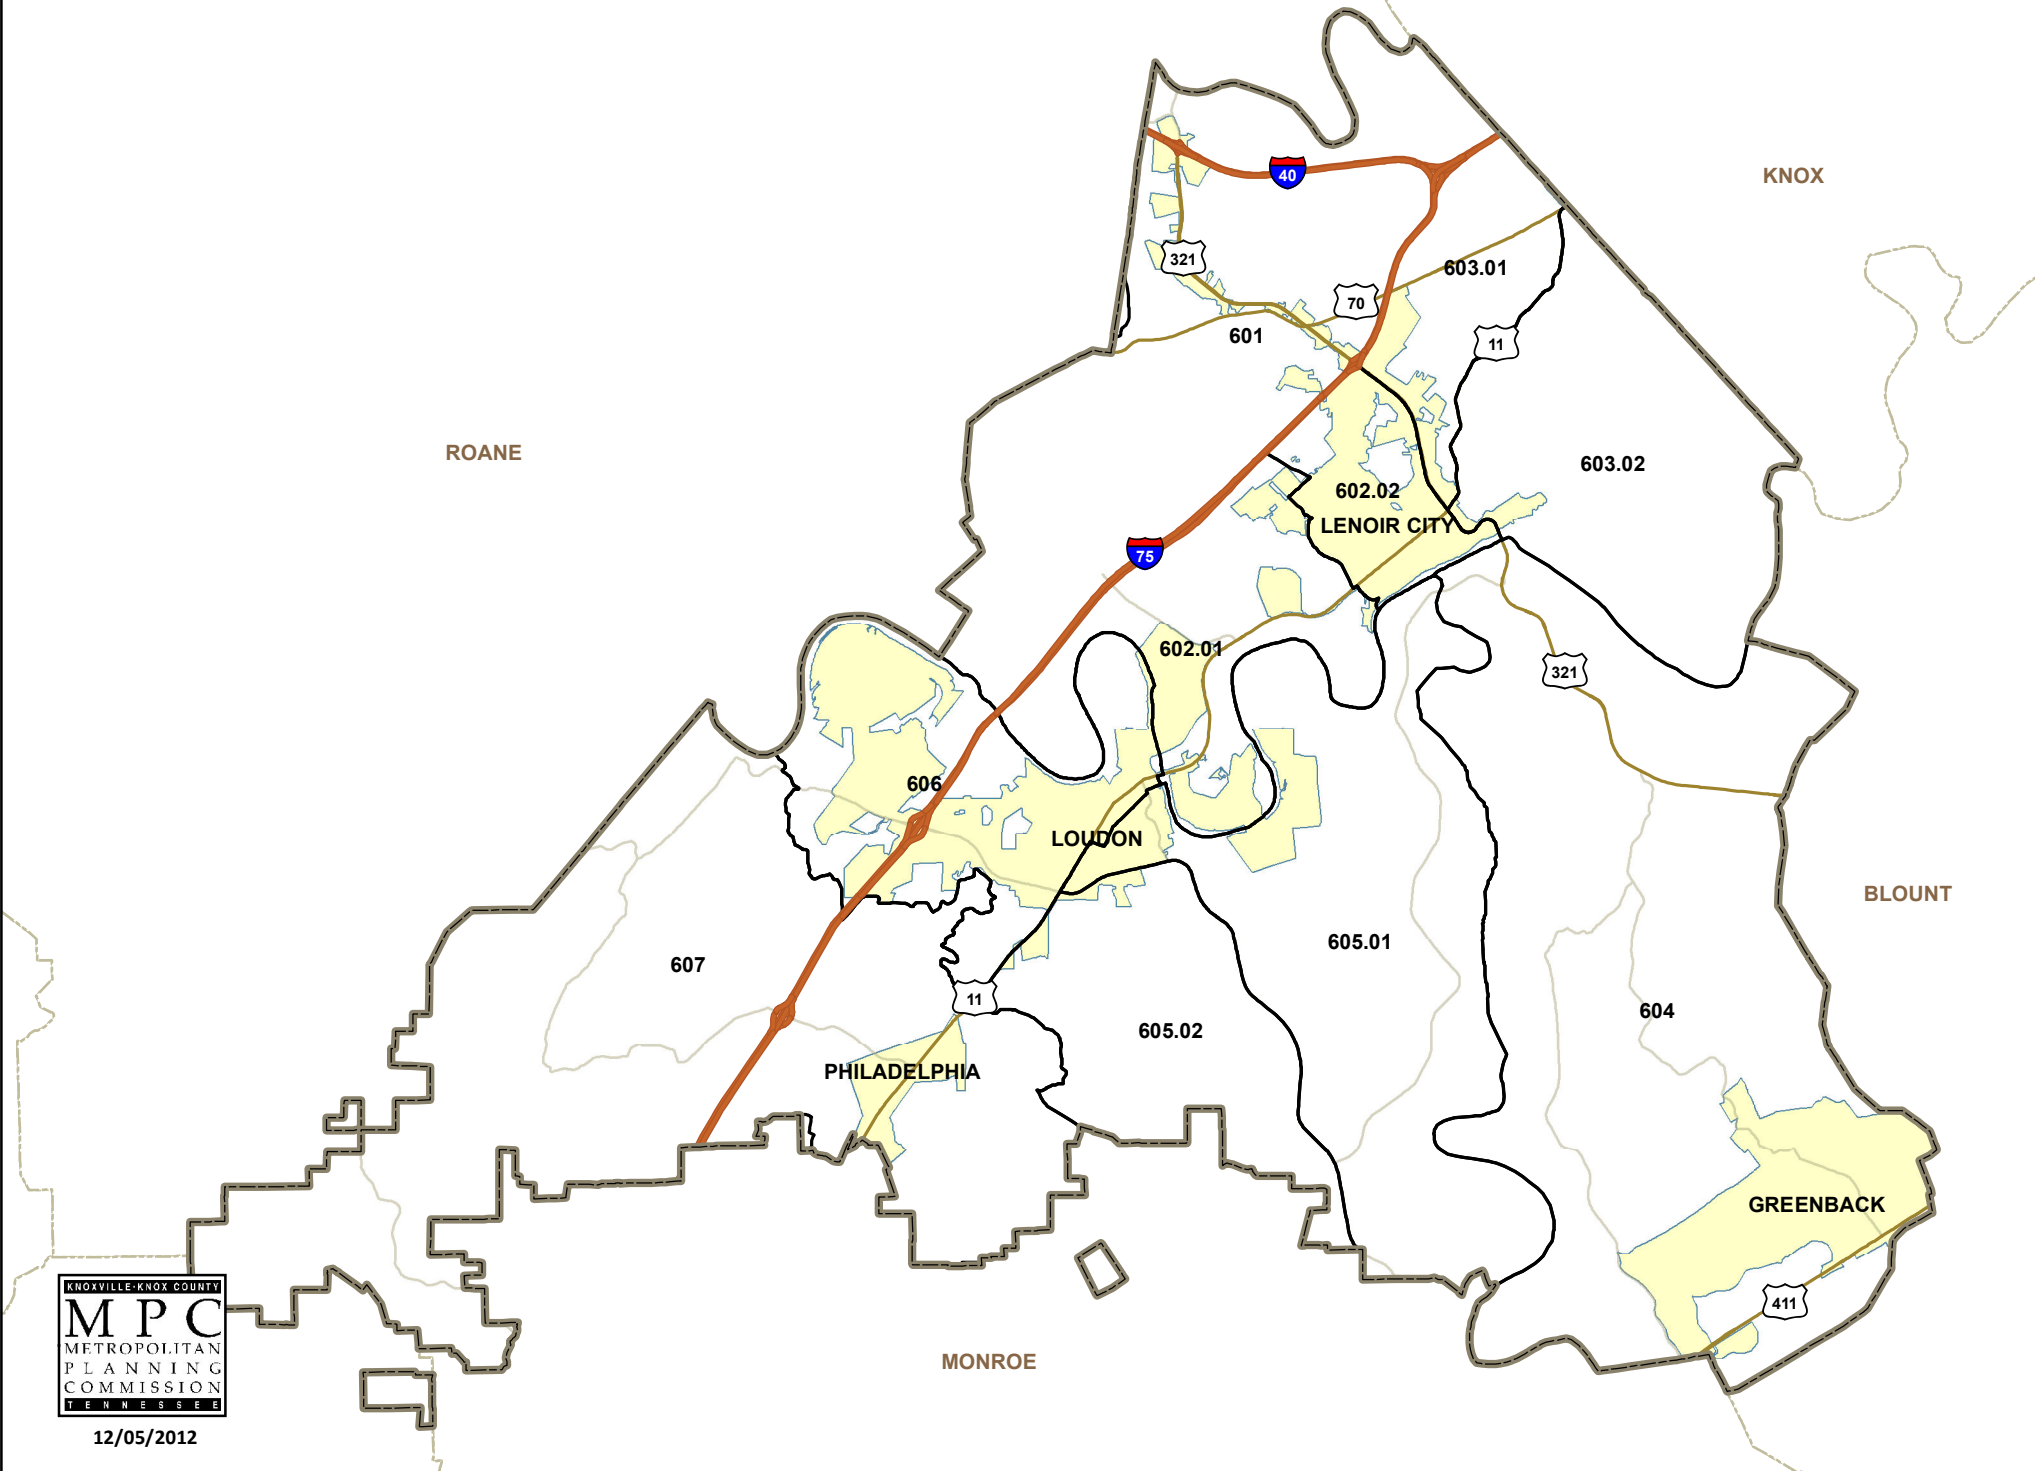 KNOX
40
321
603.01
70
601
11
ROANE
603.02
602.02
LENOIR CITY
75
602.01
321
606
LOUDON
BLOUNT
605.01
607
11
604
605.02
PHILADELPHIA
GREENBACK
411
MONROE
KNOXVILLE·KNOX COUNTY
MPC
METROPOLITAN
PLANNING
COMMISSION
TENNESSEE
12/05/2012